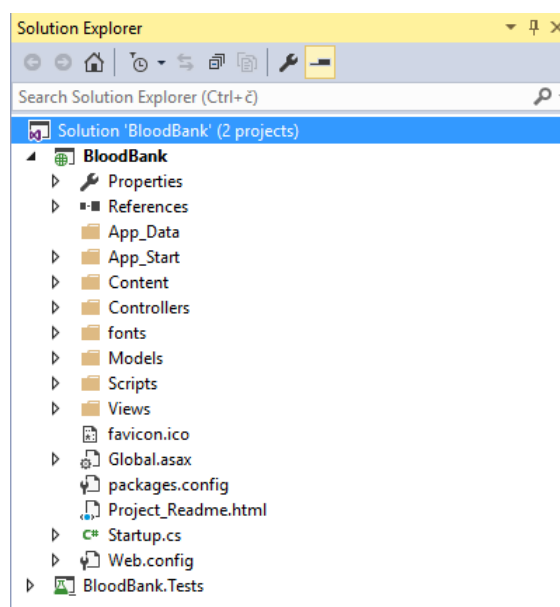 Solution Explorer
Search Solution Explorer (Ctrl+č)
Solution 'BloodBank' (2 projects)
BloodBank
Properties
References
App_Data
App_Start
Content
Controllers
fonts
Models
Scripts
Views
favicon.ico
Global.asax
packages.config
Project_Readme.html
C# Startup.cs
Web.config
BloodBank.Tests